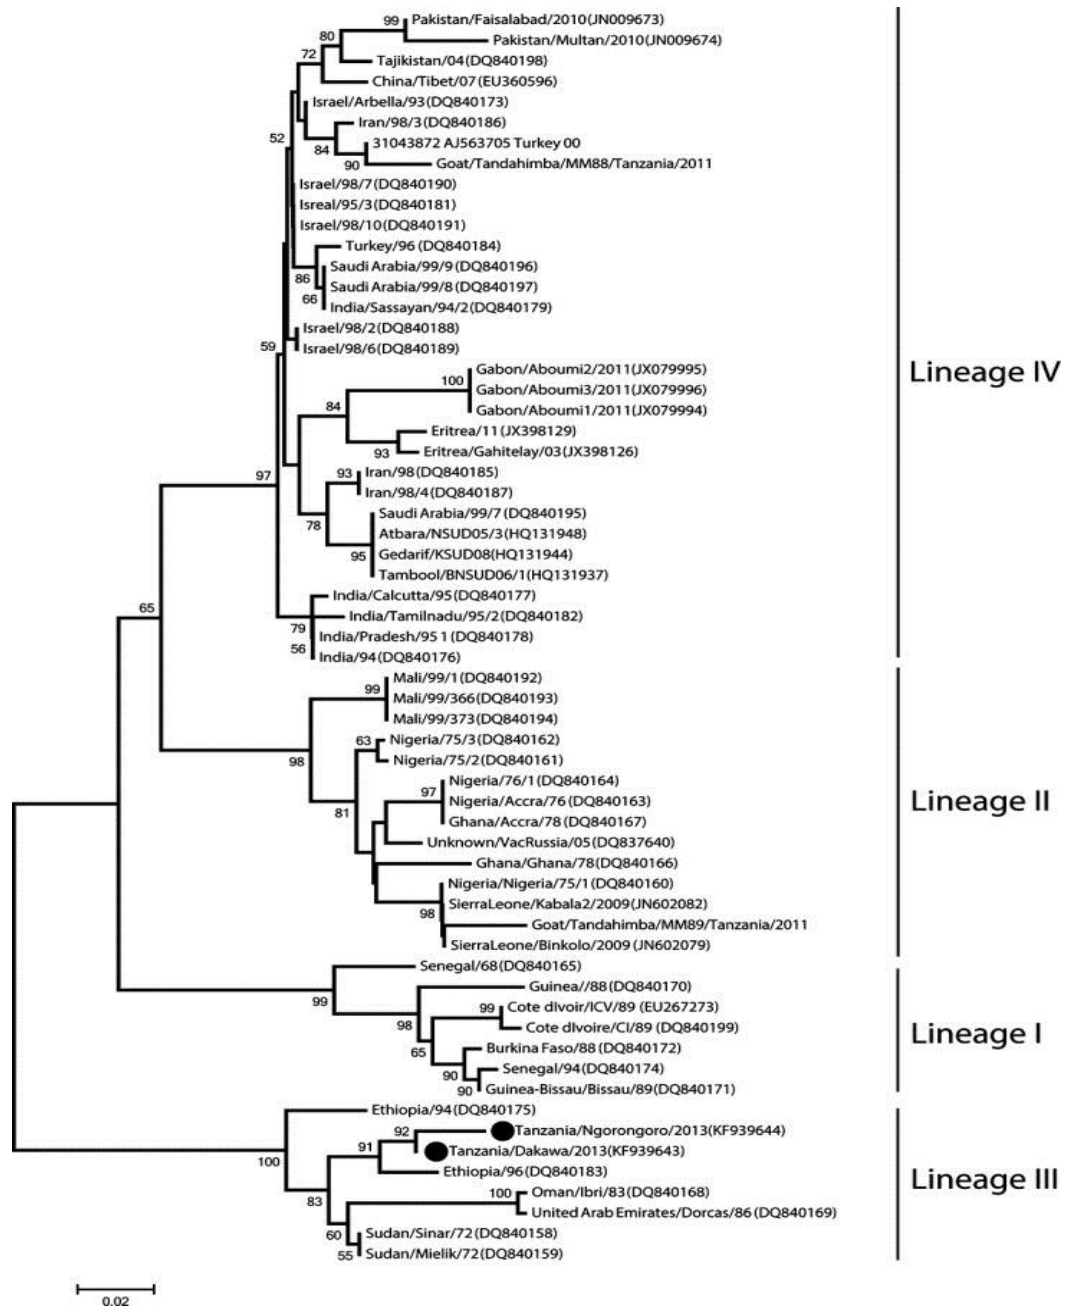 99 Pakistan/Faisalabad/2010(JN009673)
80 Pakistan/Multan/2010(JN009674)
72 Tajikistan/04(DQ840198)
China/Tibet/07(EU360596)
Israel/Arbella/93(DQ840173)
Iran/98/3(DQ840186)
52
84 31043872 AJ563705 Turkey 00
90 Goat/Tandahimba/MM88/Tanzania/2011
Israel/98/7(DQ840190)
Isreal/95/3(DQ840181)
Israel/98/10(DQ840191)
Turkey/96 (DQ840184)
Saudi Arabia/99/9(DQ840196)
86 Saudi Arabia/99/8(DQ840197)
66 India/Sassayan/94/2(DQ840179)
Israel/98/2(DQ840188)
59 Israel/98/6(DQ840189)
Gabon/Aboumi2/2011(JX079995)
Lineage IV
100 Gabon/Aboumi3/2011(JX079996)
84 Gabon/Aboumi1/2011(JX079994)
Eritrea/11(JX398129)
93 Eritrea/Gahitelay/03(JX398126)
97 93 Iran/98(DQ840185)
Iran/98/4(DQ840187)
Saudi Arabia/99/7(DQ840195)
78 Atbara/NSUD05/3(HQ131948)
95 Gedarif/KSUD08(HQ131944)
Tambool/BNSUD06/1(HQ131937)
India/Calcutta/95(DQ840177)
65 India/Tamilnadu/95/2(DQ840182)
79 India/Pradesh/95 1(DQ840178)
56 India/94(DQ840176)
Mali/99/1(DQ840192)
99 Mali/99/366(DQ840193)
Mali/99/373(DQ840194)
63 Nigeria/75/3(DQ840162)
98 Nigeria/75/2(DQ840161)
Nigeria/76/1(DQ840164)
97 Nigeria/Accra/76(DQ840163)
Lineage II
81 Ghana/Accra/78(DQ840167)
Unknown/VacRussia/05(DQ837640)
Ghana/Ghana/78(DQ840166)
Nigeria/Nigeria/75/1(DQ840160)
98 SierraLeone/Kabala2/2009(JN602082)
Goat/Tandahimba/MM89/Tanzania/2011
SierraLeone/Binkolo/2009(JN602079)
Senegal/68(DQ840165)
99 Guinea//88(DQ840170)
99 Cote dIvoir/ICV/89 (EU267273)
98 Cote dIvoire/CI/89 (DQ840199)
Lineage I
65 Burkina Faso/88(DQ840172)
90 Senegal/94(DQ840174)
90 Guinea-Bissau/Bissau/89(DQ840171)
Ethiopia/94(DQ840175)
92 Tanzania/Ngorongoro/2013(KF939644)
91 Tanzania/Dakawa/2013(KF939643)
100 Ethiopia/96(DQ840183)
Lineage III
100 Oman/Ibri/83(DQ840168)
83 United Arab Emirates/Dorcas/86(DQ840169)
60 Sudan/Sinar/72(DQ840158)
55 Sudan/Mielik/72(DQ840159)
0.02